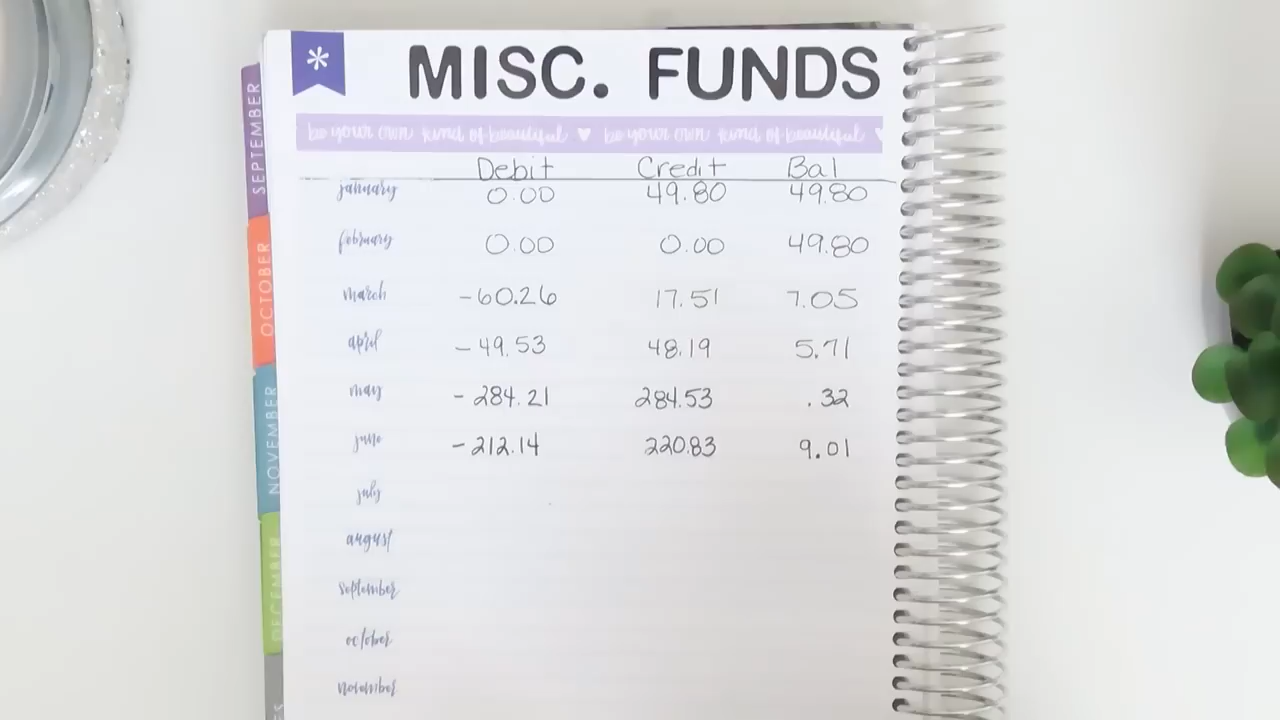 * MISC. FUNDS
be your own kind of beautiful ♥ be your own kind of beautiful ♥
Debit Credit Bal
january 0.00 49.80 49.80
february 0.00 0.00 49.80
march -60.26 17.51 7.05
april -49.53 48.19 5.71
may -284.21 284.53 .32
june -212.14 220.83 9.01
july
august
september
october
november
SEPTEMBER
OCTOBER
NOVEMBER
DECEMBER